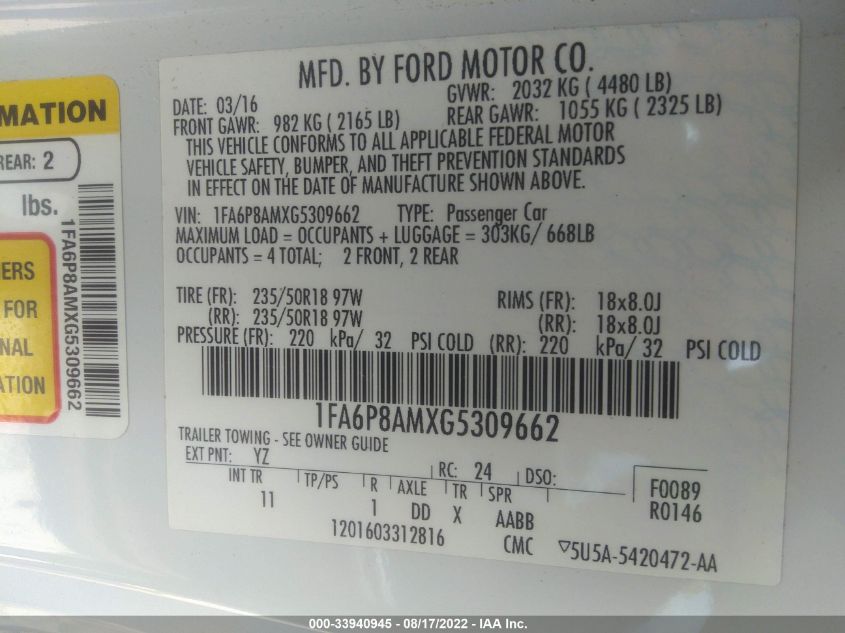 MATION
REAR: 2
lbs.
1FA6P8AMXG5309662
ERS
FOR
NAL
ATION
MFD. BY FORD MOTOR CO.
DATE: 03/16 GVWR: 2032 KG ( 4480 LB)
FRONT GAWR: 982 KG ( 2165 LB) REAR GAWR: 1055 KG ( 2325 LB)
THIS VEHICLE CONFORMS TO ALL APPLICABLE FEDERAL MOTOR
VEHICLE SAFETY, BUMPER, AND THEFT PREVENTION STANDARDS
IN EFFECT ON THE DATE OF MANUFACTURE SHOWN ABOVE.
VIN: 1FA6P8AMXG5309662 TYPE: Passenger Car
MAXIMUM LOAD = OCCUPANTS + LUGGAGE = 303KG/ 668LB
OCCUPANTS = 4 TOTAL; 2 FRONT, 2 REAR
TIRE (FR): 235/50R18 97W RIMS (FR): 18x8.0J
(RR): 235/50R18 97W (RR): 18x8.0J
PRESSURE (FR): 220 kPa/ 32 PSI COLD (RR): 220 kPa/ 32 PSI COLD
1FA6P8AMXG5309662
TRAILER TOWING - SEE OWNER GUIDE
EXT PNT: YZ RC: 24 DSO:
INT TR TP/PS R AXLE TR SPR
11 1 DD X AABB
F0089
R0146
1201603312816 CMC ▽5U5A-5420472-AA
000-33940945 - 08/17/2022 - IAA Inc.